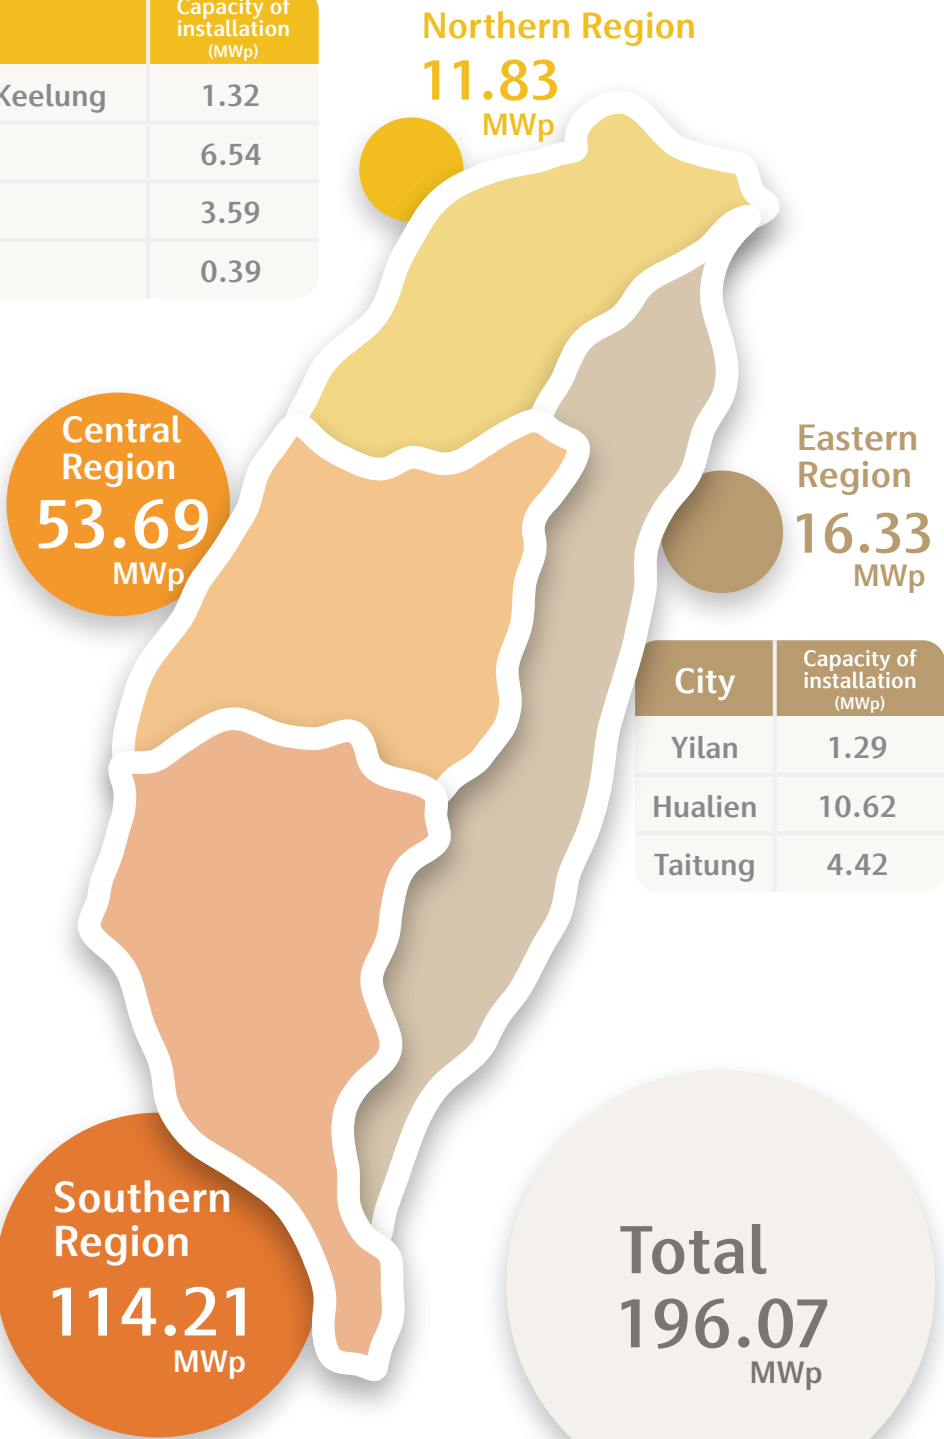 Capacity of
installation
(MWp)
Keelung 1.32
6.54
3.59
0.39
Northern Region
11.83
MWp
Central
Region
53.69
MWp
Eastern
Region
16.33
MWp
City
Capacity of
installation
(MWp)
Yilan 1.29
Hualien 10.62
Taitung 4.42
Southern
Region
114.21
MWp
Total
196.07
MWp